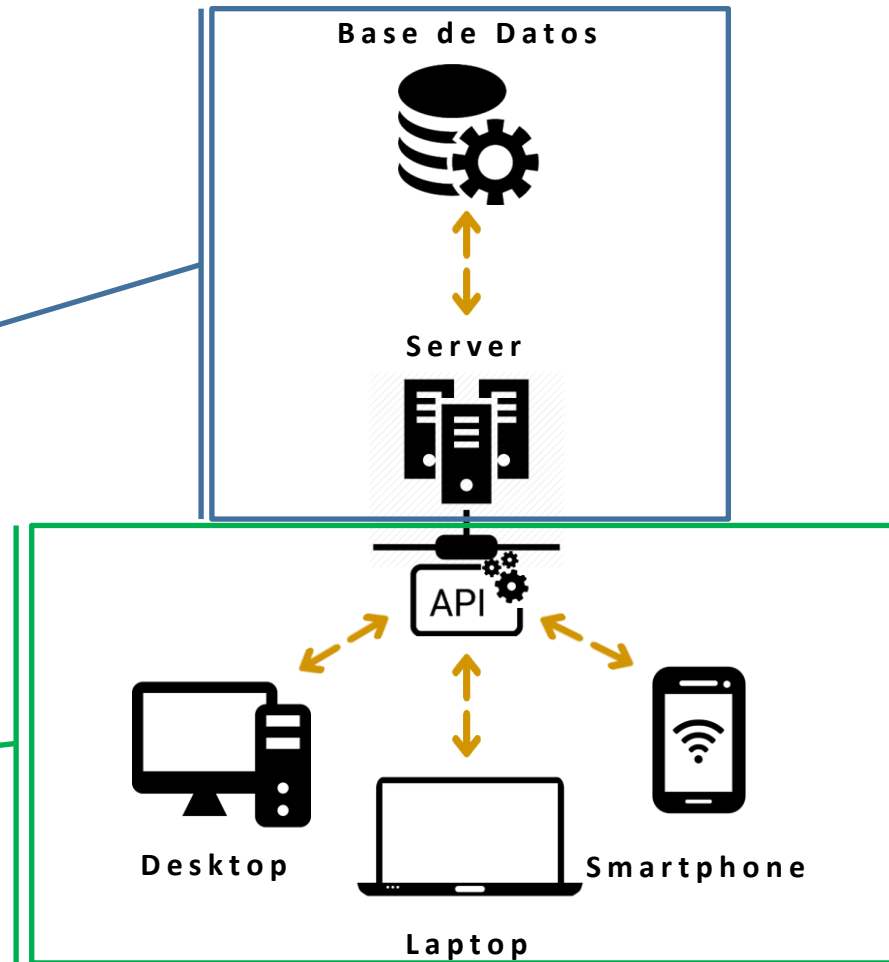 Base de Datos
Server
API
Desktop
Smartphone
Laptop